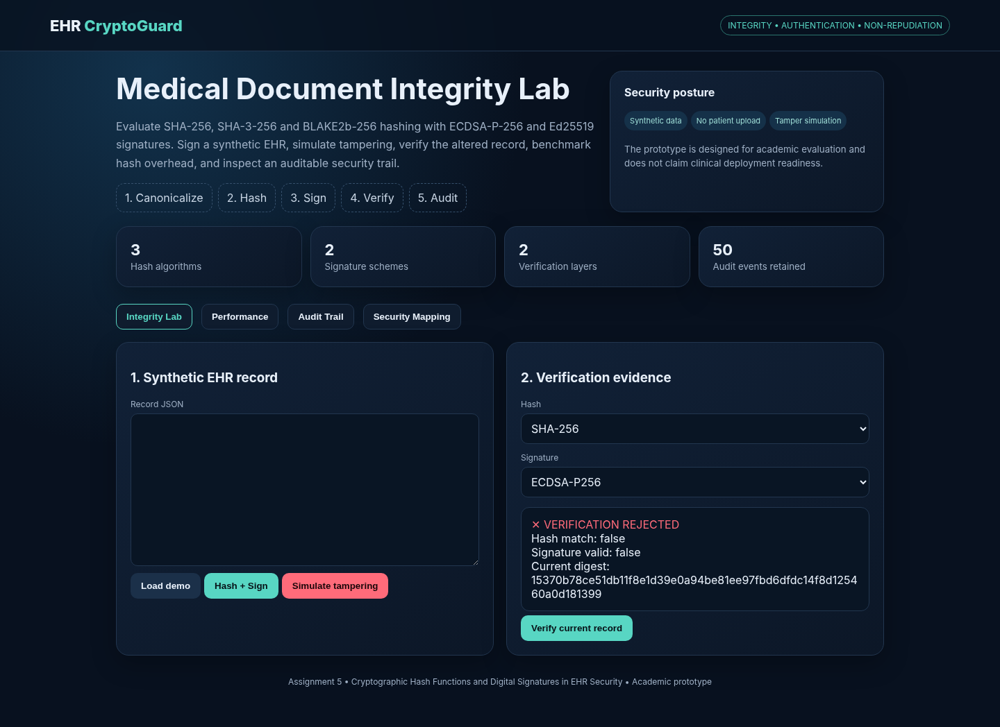 EHR CryptoGuard
INTEGRITY • AUTHENTICATION • NON-REPUDIATION
Medical Document Integrity Lab
Evaluate SHA-256, SHA-3-256 and BLAKE2b-256 hashing with ECDSA-P-256 and Ed25519
signatures. Sign a synthetic EHR, simulate tampering, verify the altered record, benchmark
hash overhead, and inspect an auditable security trail.
1. Canonicalize
2. Hash
3. Sign
4. Verify
5. Audit
Security posture
Synthetic data
No patient upload
Tamper simulation
The prototype is designed for academic evaluation and
does not claim clinical deployment readiness.
3
Hash algorithms
2
Signature schemes
2
Verification layers
50
Audit events retained
Integrity Lab
Performance
Audit Trail
Security Mapping
1. Synthetic EHR record
Record JSON
Load demo
Hash + Sign
Simulate tampering
2. Verification evidence
Hash
SHA-256
Signature
ECDSA-P256
✕ VERIFICATION REJECTED
Hash match: false
Signature valid: false
Current digest:
15370b78ce51db11f8e1d39e0a94be81ee97fbd6dfdc14f8d1254
60a0d181399
Verify current record
Assignment 5 • Cryptographic Hash Functions and Digital Signatures in EHR Security • Academic prototype